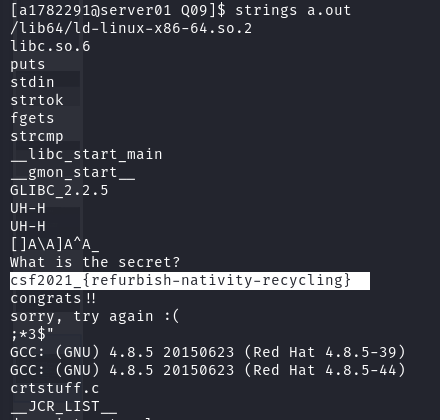 [a1782291@server01 Q09]$ strings a.out
/lib64/ld-linux-x86-64.so.2
libc.so.6
puts
stdin
strtok
fgets
strcmp
__libc_start_main
__gmon_start__
GLIBC_2.2.5
UH-H
UH-H
[]A\A]A^A_
What is the secret?
csf2021_{refurbish-nativity-recycling}
congrats!!
sorry, try again :(
;*3$"
GCC: (GNU) 4.8.5 20150623 (Red Hat 4.8.5-39)
GCC: (GNU) 4.8.5 20150623 (Red Hat 4.8.5-44)
crtstuff.c
__JCR_LIST__